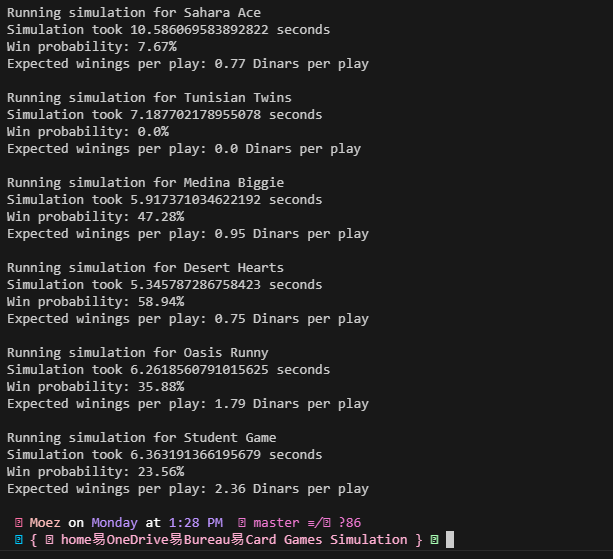 Running simulation for Sahara Ace
Simulation took 10.586069583892822 seconds
Win probability: 7.67%
Expected winings per play: 0.77 Dinars per play
Running simulation for Tunisian Twins
Simulation took 7.187702178955078 seconds
Win probability: 0.0%
Expected winings per play: 0.0 Dinars per play
Running simulation for Medina Biggie
Simulation took 5.917371034622192 seconds
Win probability: 47.28%
Expected winings per play: 0.95 Dinars per play
Running simulation for Desert Hearts
Simulation took 5.345787286758423 seconds
Win probability: 58.94%
Expected winings per play: 0.75 Dinars per play
Running simulation for Oasis Runny
Simulation took 6.2618560791015625 seconds
Win probability: 35.88%
Expected winings per play: 1.79 Dinars per play
Running simulation for Student Game
Simulation took 6.363191366195679 seconds
Win probability: 23.56%
Expected winings per play: 2.36 Dinars per play
Moez on Monday at 1:28 PM master ≡/ ?86
{ home易OneDrive易Bureau易Card Games Simulation }